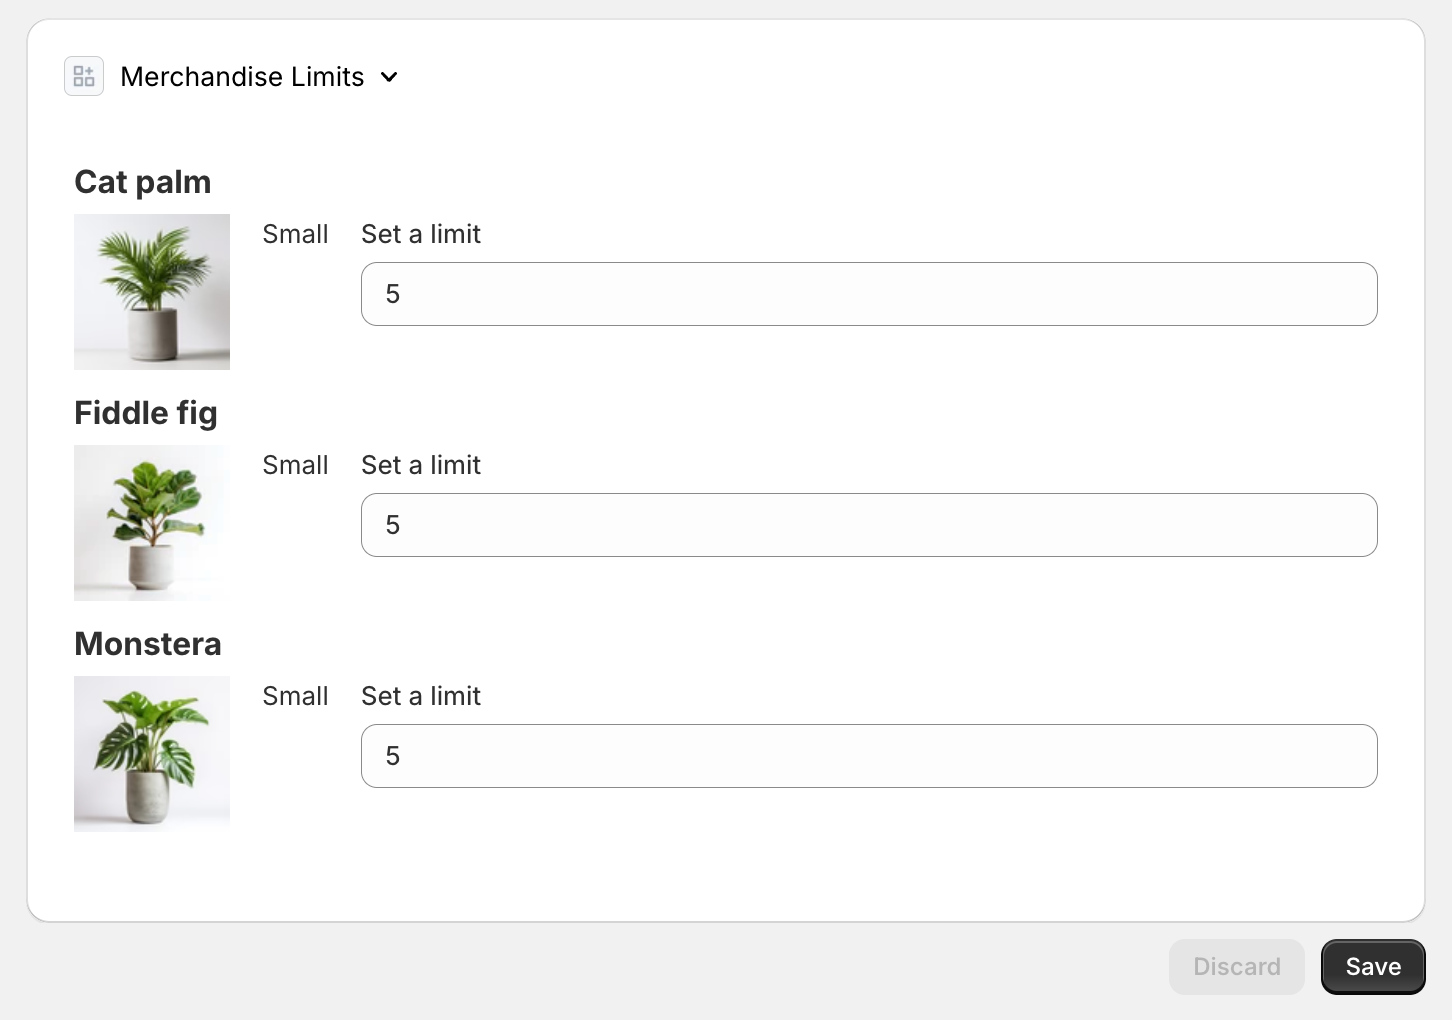 Merchandise Limits
Cat palm
Small Set a limit
5
Fiddle fig
Small Set a limit
5
Monstera
Small Set a limit
5
Discard Save